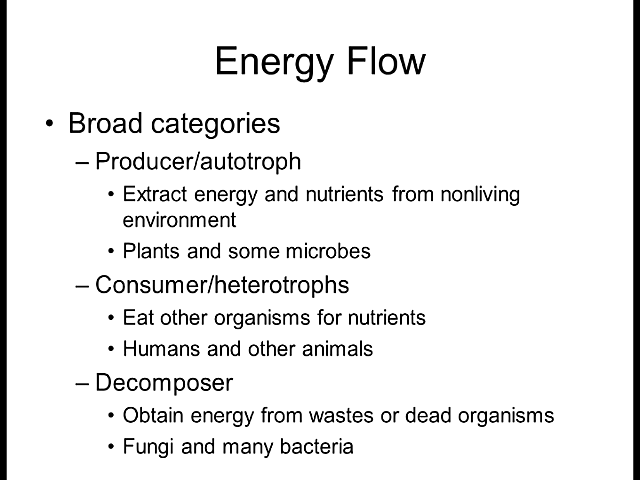 Energy Flow
• Broad categories
– Producer/autotroph
• Extract energy and nutrients from nonliving
environment
• Plants and some microbes
– Consumer/heterotrophs
• Eat other organisms for nutrients
• Humans and other animals
– Decomposer
• Obtain energy from wastes or dead organisms
• Fungi and many bacteria